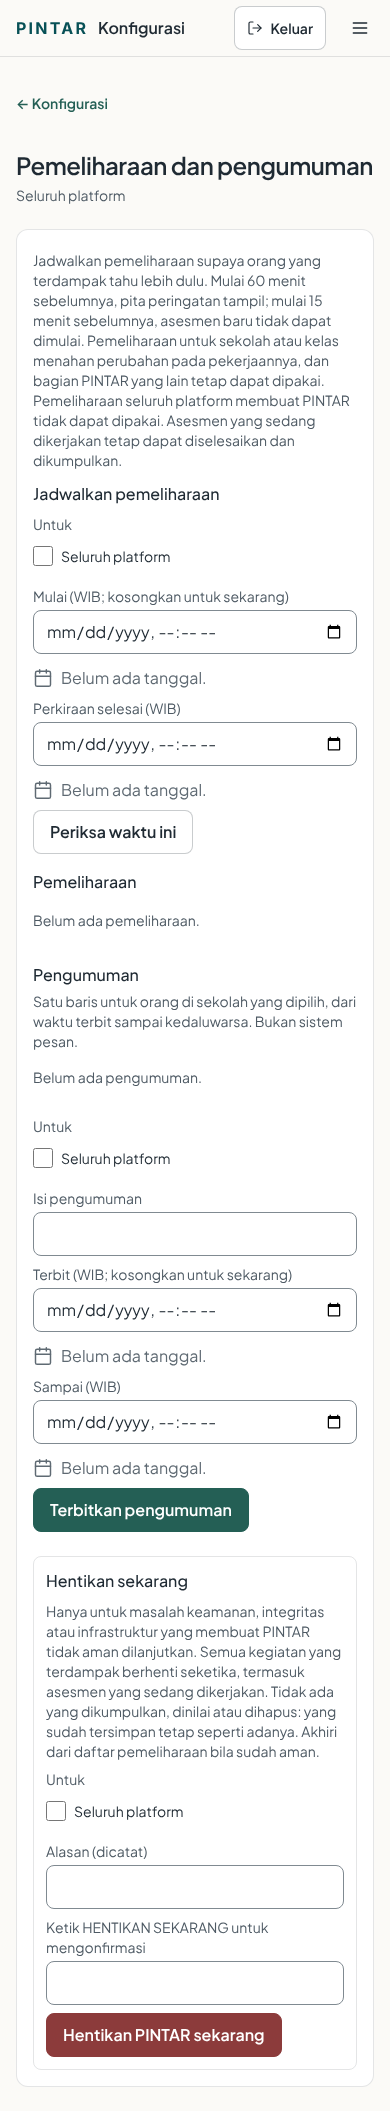 PINTAR Konfigurasi Keluar
← Konfigurasi
Pemeliharaan dan pengumuman
Seluruh platform
Jadwalkan pemeliharaan supaya orang yang
terdampak tahu lebih dulu. Mulai 60 menit
sebelumnya, pita peringatan tampil; mulai 15
menit sebelumnya, asesmen baru tidak dapat
dimulai. Pemeliharaan untuk sekolah atau kelas
menahan perubahan pada pekerjaannya, dan
bagian PINTAR yang lain tetap dapat dipakai.
Pemeliharaan seluruh platform membuat PINTAR
tidak dapat dipakai. Asesmen yang sedang
dikerjakan tetap dapat diselesaikan dan
dikumpulkan.
Jadwalkan pemeliharaan
Untuk
Seluruh platform
Mulai (WIB; kosongkan untuk sekarang)
mm/dd/yyyy, --:-- --
Belum ada tanggal.
Perkiraan selesai (WIB)
mm/dd/yyyy, --:-- --
Belum ada tanggal.
Periksa waktu ini
Pemeliharaan
Belum ada pemeliharaan.
Pengumuman
Satu baris untuk orang di sekolah yang dipilih, dari
waktu terbit sampai kedaluwarsa. Bukan sistem
pesan.
Belum ada pengumuman.
Untuk
Seluruh platform
Isi pengumuman
Terbit (WIB; kosongkan untuk sekarang)
mm/dd/yyyy, --:-- --
Belum ada tanggal.
Sampai (WIB)
mm/dd/yyyy, --:-- --
Belum ada tanggal.
Terbitkan pengumuman
Hentikan sekarang
Hanya untuk masalah keamanan, integritas
atau infrastruktur yang membuat PINTAR
tidak aman dilanjutkan. Semua kegiatan yang
terdampak berhenti seketika, termasuk
asesmen yang sedang dikerjakan. Tidak ada
yang dikumpulkan, dinilai atau dihapus: yang
sudah tersimpan tetap seperti adanya. Akhiri
dari daftar pemeliharaan bila sudah aman.
Untuk
Seluruh platform
Alasan (dicatat)
Ketik HENTIKAN SEKARANG untuk
mengonfirmasi
Hentikan PINTAR sekarang